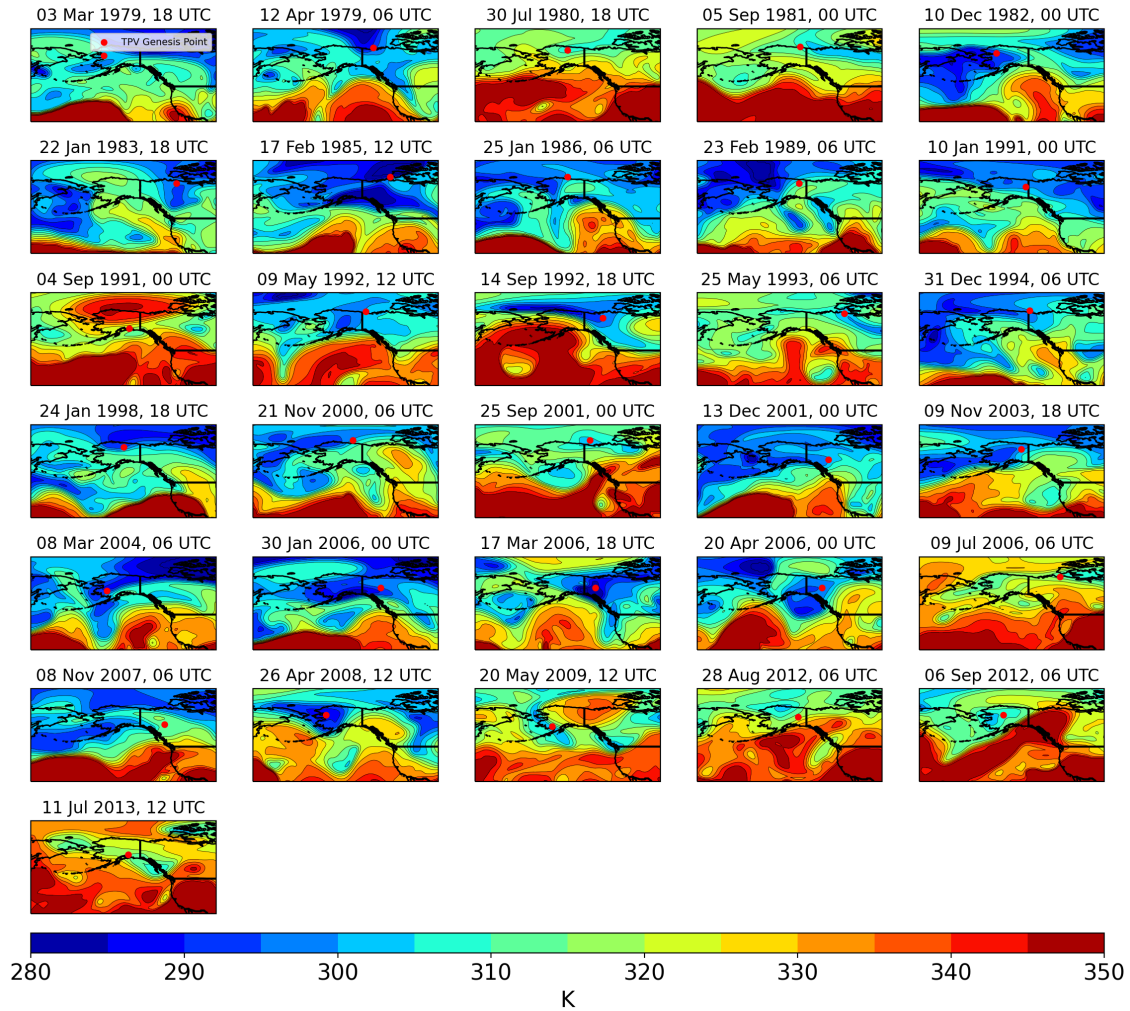 03 Mar 1979, 18 UTC
12 Apr 1979, 06 UTC
30 Jul 1980, 18 UTC
05 Sep 1981, 00 UTC
10 Dec 1982, 00 UTC
TPV Genesis Point
22 Jan 1983, 18 UTC
17 Feb 1985, 12 UTC
25 Jan 1986, 06 UTC
23 Feb 1989, 06 UTC
10 Jan 1991, 00 UTC
04 Sep 1991, 00 UTC
09 May 1992, 12 UTC
14 Sep 1992, 18 UTC
25 May 1993, 06 UTC
31 Dec 1994, 06 UTC
24 Jan 1998, 18 UTC
21 Nov 2000, 06 UTC
25 Sep 2001, 00 UTC
13 Dec 2001, 00 UTC
09 Nov 2003, 18 UTC
08 Mar 2004, 06 UTC
30 Jan 2006, 00 UTC
17 Mar 2006, 18 UTC
20 Apr 2006, 00 UTC
09 Jul 2006, 06 UTC
08 Nov 2007, 06 UTC
26 Apr 2008, 12 UTC
20 May 2009, 12 UTC
28 Aug 2012, 06 UTC
06 Sep 2012, 06 UTC
11 Jul 2013, 12 UTC
280 290 300 310 320 330 340 350
K